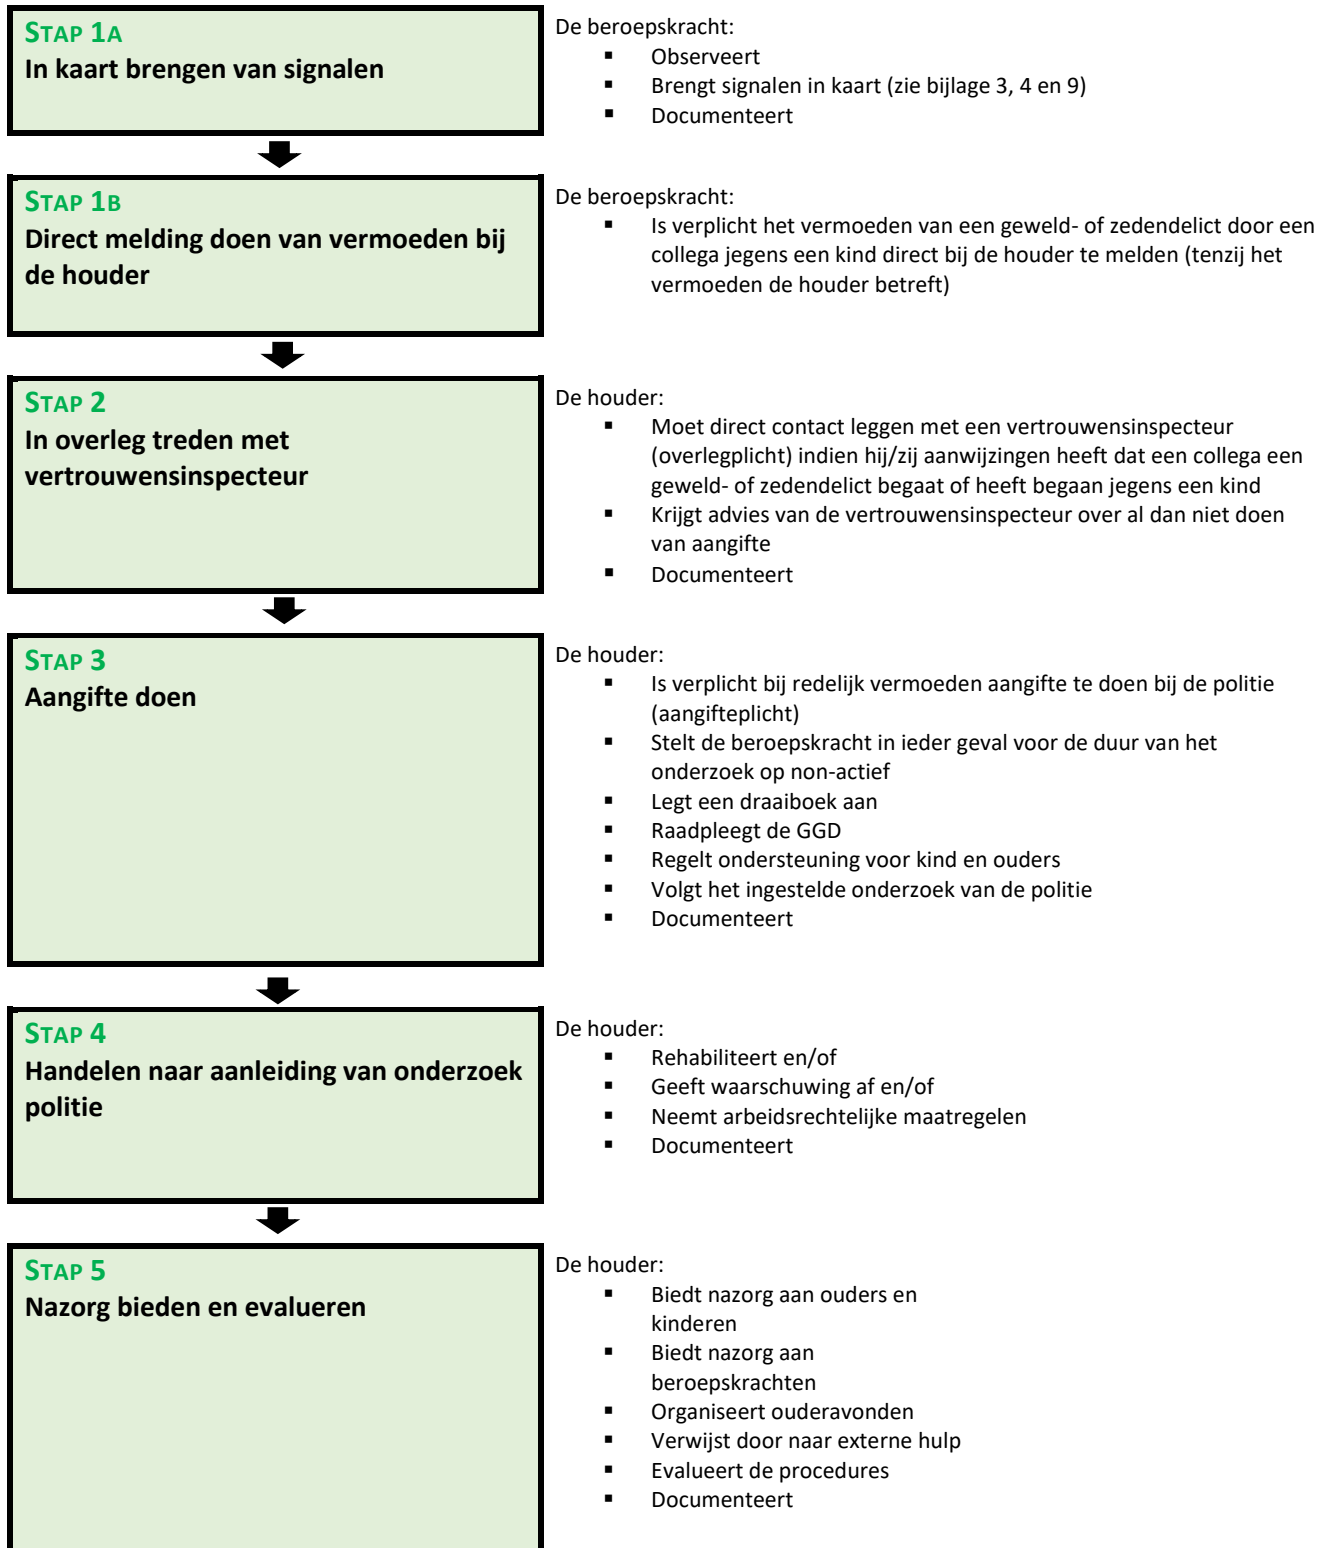 STAP 1A
In kaart brengen van signalen
De beroepskracht:
▪ Observeert
▪ Brengt signalen in kaart (zie bijlage 3, 4 en 9)
▪ Documenteert
STAP 1B
Direct melding doen van vermoeden bij
de houder
De beroepskracht:
▪ Is verplicht het vermoeden van een geweld- of zedendelict door een
collega jegens een kind direct bij de houder te melden (tenzij het
vermoeden de houder betreft)
STAP 2
In overleg treden met
vertrouwensinspecteur
De houder:
▪ Moet direct contact leggen met een vertrouwensinspecteur
(overlegplicht) indien hij/zij aanwijzingen heeft dat een collega een
geweld- of zedendelict begaat of heeft begaan jegens een kind
▪ Krijgt advies van de vertrouwensinspecteur over al dan niet doen
van aangifte
▪ Documenteert
STAP 3
Aangifte doen
De houder:
▪ Is verplicht bij redelijk vermoeden aangifte te doen bij de politie
(aangifteplicht)
▪ Stelt de beroepskracht in ieder geval voor de duur van het
onderzoek op non-actief
▪ Legt een draaiboek aan
▪ Raadpleegt de GGD
▪ Regelt ondersteuning voor kind en ouders
▪ Volgt het ingestelde onderzoek van de politie
▪ Documenteert
STAP 4
Handelen naar aanleiding van onderzoek
politie
De houder:
▪ Rehabiliteert en/of
▪ Geeft waarschuwing af en/of
▪ Neemt arbeidsrechtelijke maatregelen
▪ Documenteert
STAP 5
Nazorg bieden en evalueren
De houder:
▪ Biedt nazorg aan ouders en
kinderen
▪ Biedt nazorg aan
beroepskrachten
▪ Organiseert ouderavonden
▪ Verwijst door naar externe hulp
▪ Evalueert de procedures
▪ Documenteert